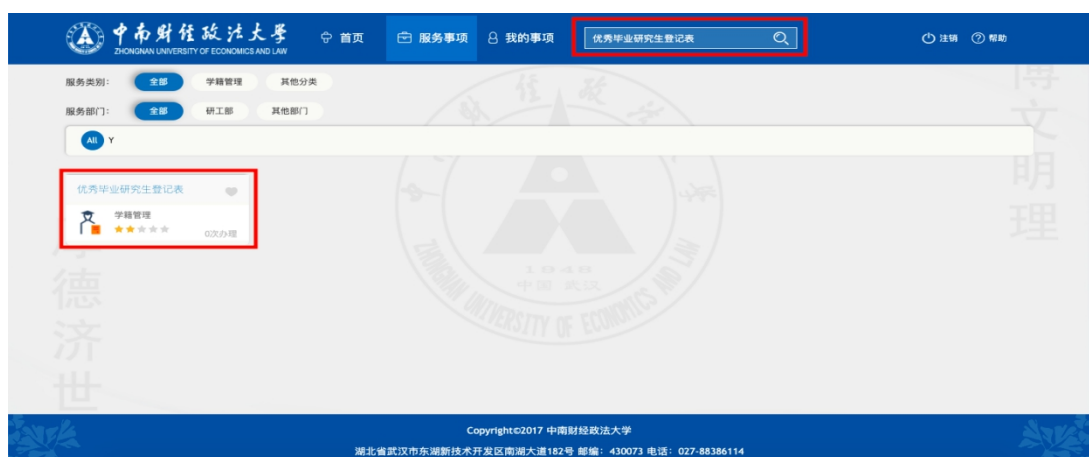 中南财经政法大学
ZHONGNAN UNIVERSITY OF ECONOMICS AND LAW
首页 服务事项 我的事项 优秀毕业研究生登记表 注销 帮助
服务类别： 全部 学籍管理 其他分类
服务部门： 全部 研工部 其他部门
All Y
优秀毕业研究生登记表
学籍管理
0次办理
博文明理
德济世
1948
中国 武汉
ZHONGNAN UNIVERSITY OF ECONOMICS AND LAW
Copyright©2017 中南财经政法大学
湖北省武汉市东湖新技术开发区南湖大道182号 邮编：430073 电话：027-88386114